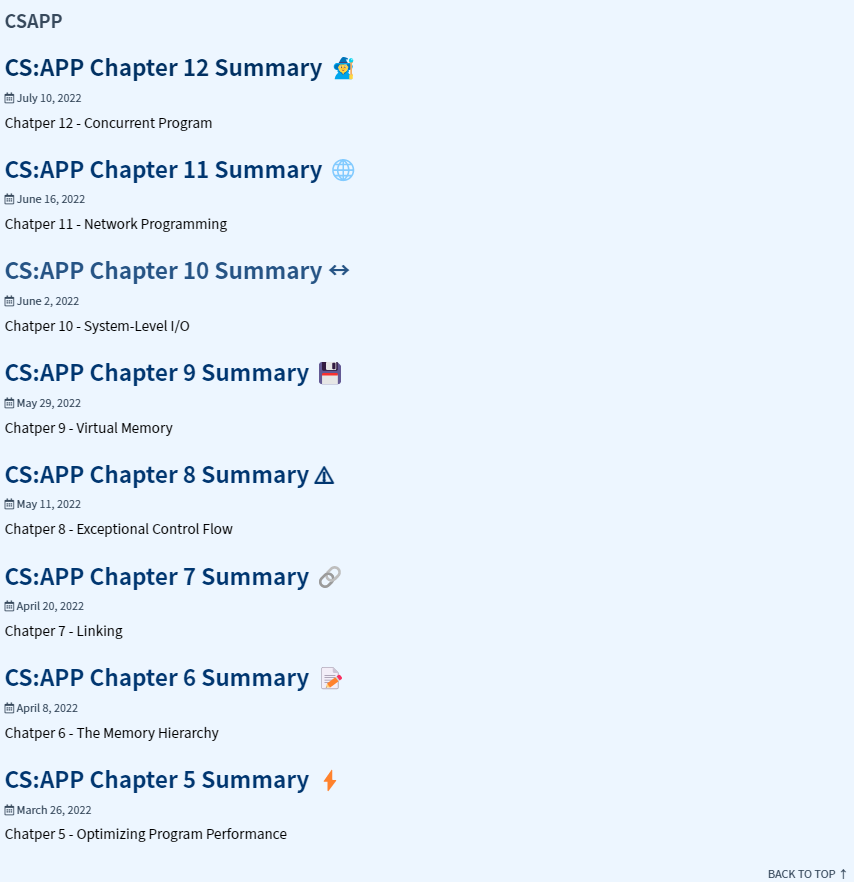 CSAPP
CS:APP Chapter 12 Summary 🧙‍♂️
July 10, 2022
Chatper 12 - Concurrent Program
CS:APP Chapter 11 Summary 🌐
June 16, 2022
Chatper 11 - Network Programming
CS:APP Chapter 10 Summary ↔
June 2, 2022
Chatper 10 - System-Level I/O
CS:APP Chapter 9 Summary 💾
May 29, 2022
Chatper 9 - Virtual Memory
CS:APP Chapter 8 Summary ⚠
May 11, 2022
Chatper 8 - Exceptional Control Flow
CS:APP Chapter 7 Summary 🔗
April 20, 2022
Chatper 7 - Linking
CS:APP Chapter 6 Summary 📝
April 8, 2022
Chatper 6 - The Memory Hierarchy
CS:APP Chapter 5 Summary ⚡
March 26, 2022
Chatper 5 - Optimizing Program Performance
BACK TO TOP ↑